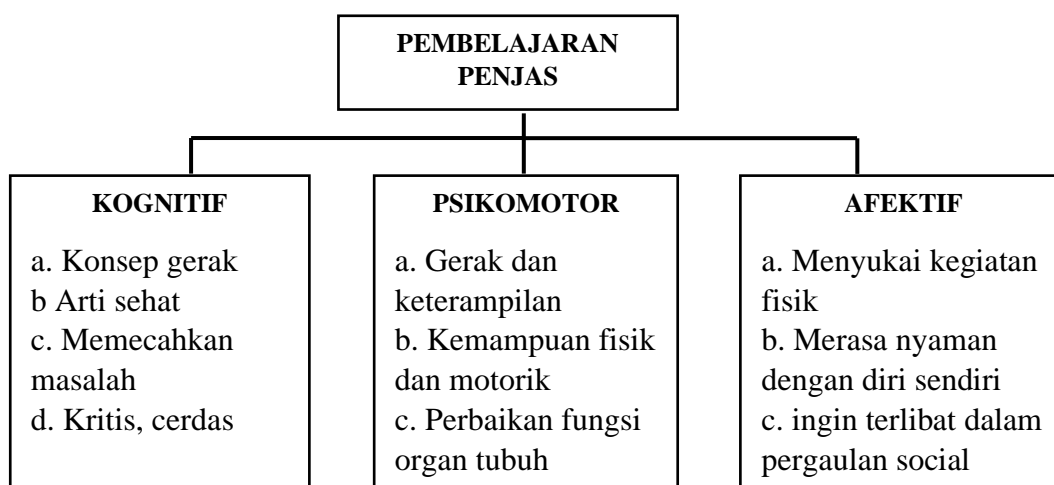 PEMBELAJARAN
PENJAS
KOGNITIF
a. Konsep gerak
b Arti sehat
c. Memecahkan
masalah
d. Kritis, cerdas
PSIKOMOTOR
a. Gerak dan
keterampilan
b. Kemampuan fisik
dan motorik
c. Perbaikan fungsi
organ tubuh
AFEKTIF
a. Menyukai kegiatan
fisik
b. Merasa nyaman
dengan diri sendiri
c. ingin terlibat dalam
pergaulan social